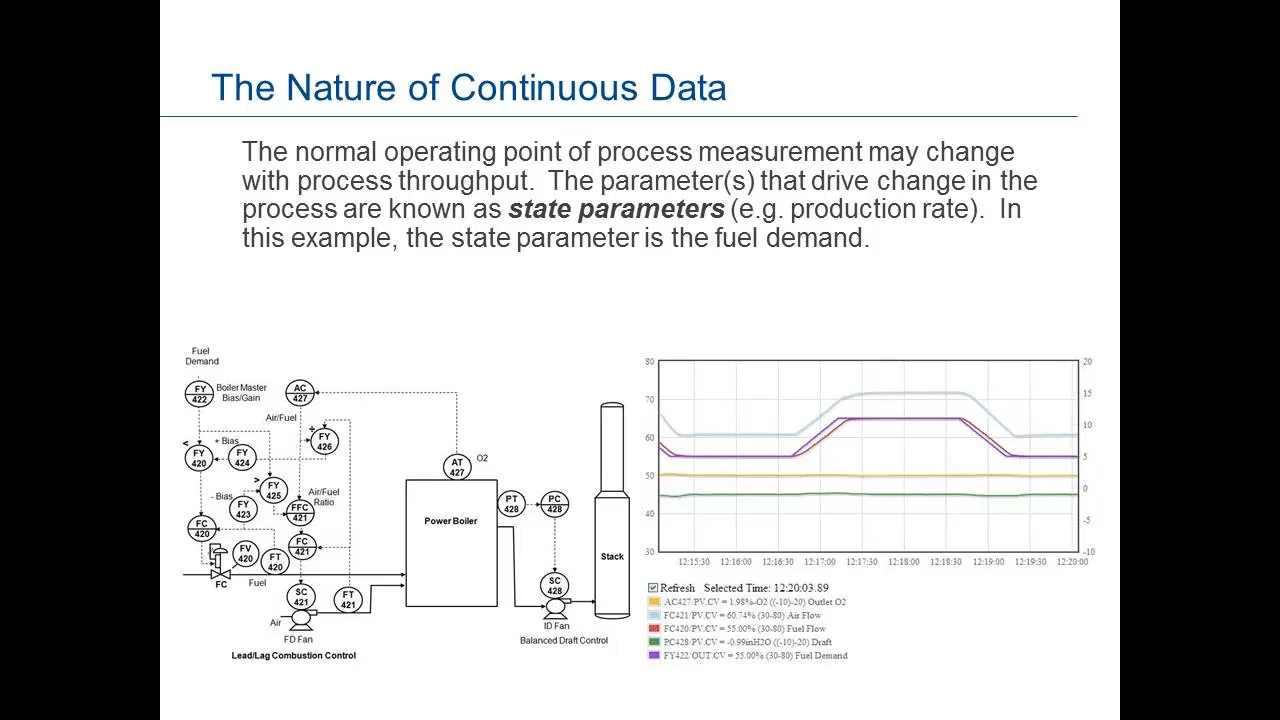 The Nature of Continuous Data
The normal operating point of process measurement may change
with process throughput.  The parameter(s) that drive change in the
process are known as state parameters (e.g. production rate).  In
this example, the state parameter is the fuel demand.
Fuel
Demand
FY
422
Boiler Master
Bias/Gain
AC
427
Air/Fuel
÷
FY
426
<
+ Bias
FY
420
FY
424
>
FY
425
- Bias
FY
423
Air/Fuel
Ratio
FFC
421
FC
420
FC
421
FV
420
FT
420
FC
Fuel
SC
421
FT
421
Air
FD Fan
Lead/Lag Combustion Control
AT
427
O2
Power Boiler
PT
428
PC
428
SC
428
ID Fan
Balanced Draft Control
Stack
80
70
60
50
40
30
20
15
10
5
0
-5
-10
12:15:30 12:16:00 12:16:30 12:17:00 12:17:30 12:18:00 12:18:30 12:19:00 12:19:30 12:20:00
Refresh Selected Time: 12:20:03.89
AC427/PV.CV = 1.98%-O2 ((-10)-20) Outlet O2
FC421/PV.CV = 60.74% (30-80) Air Flow
FC420/PV.CV = 55.00% (30-80) Fuel Flow
PC428/PV.CV = -0.99inH2O ((-10)-20) Draft
FY422/OUT.CV = 55.00% (30-80) Fuel Demand